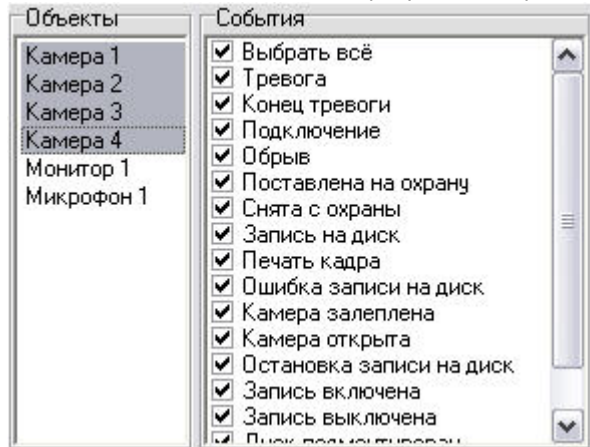 Объекты
Камера 1
Камера 2
Камера 3
Камера 4
Монитор 1
Микрофон 1
События
Выбрать всё
Тревога
Конец тревоги
Подключение
Обрыв
Поставлена на охрану
Снята с охраны
Запись на диск
Печать кадра
Ошибка записи на диск
Камера залеплена
Камера открыта
Остановка записи на диск
Запись включена
Запись выключена